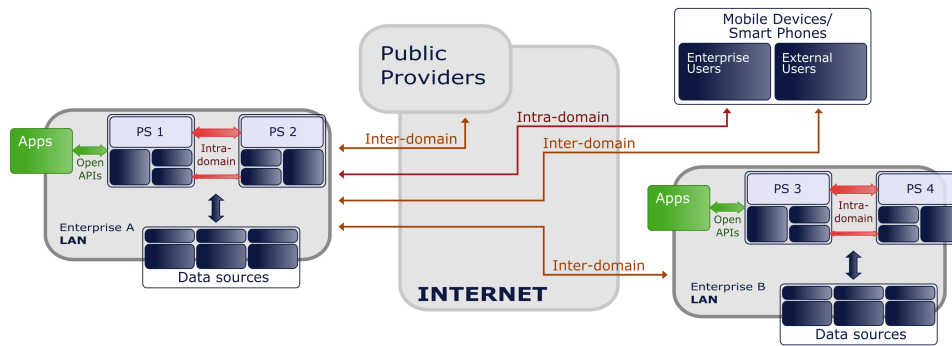 Public
Providers
Mobile Devices/
Smart Phones
Enterprise
Users
External
Users
Apps
Open
APIs
PS 1
Intra-
domain
PS 2
Enterprise A
LAN
Data sources
Inter-domain
Intra-domain
Inter-domain
Inter-domain
INTERNET
Apps
Open
APIs
PS 3
Intra-
domain
PS 4
Enterprise B
LAN
Data sources